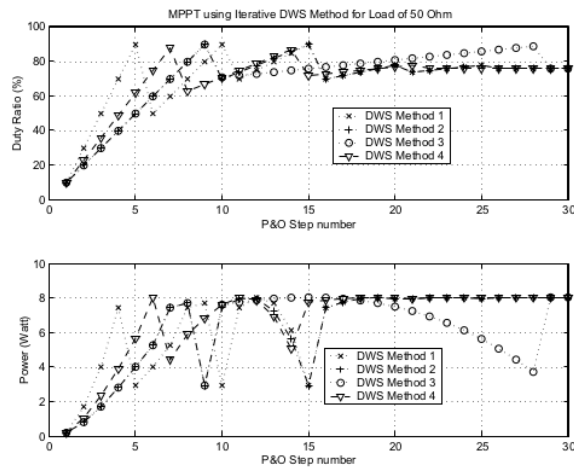 MPPT using Iterative DWS Method for Load of 50 Ohm
100
80
60
40
20
0
Duty Ratio (%)
DWS Method 1
DWS Method 2
DWS Method 3
DWS Method 4
0 5 10 15 20 25 30
P&O Step number
10
8
6
4
2
0
Power (Watt)
DWS Method 1
DWS Method 2
DWS Method 3
DWS Method 4
0 5 10 15 20 25 30
P&O Step number